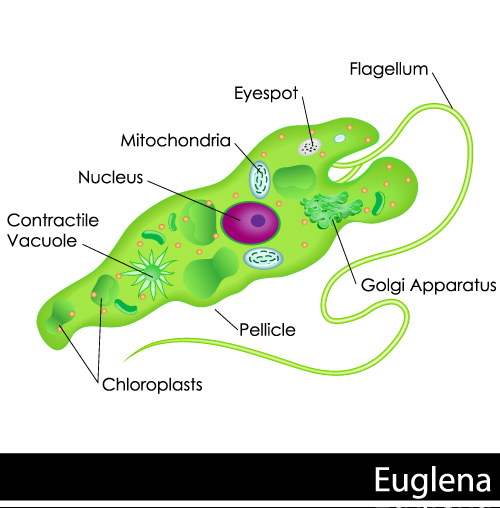 Flagellum
Eyespot
Mitochondria
Nucleus
Contractile
Vacuole
Golgi Apparatus
Pellicle
Chloroplasts
Euglena